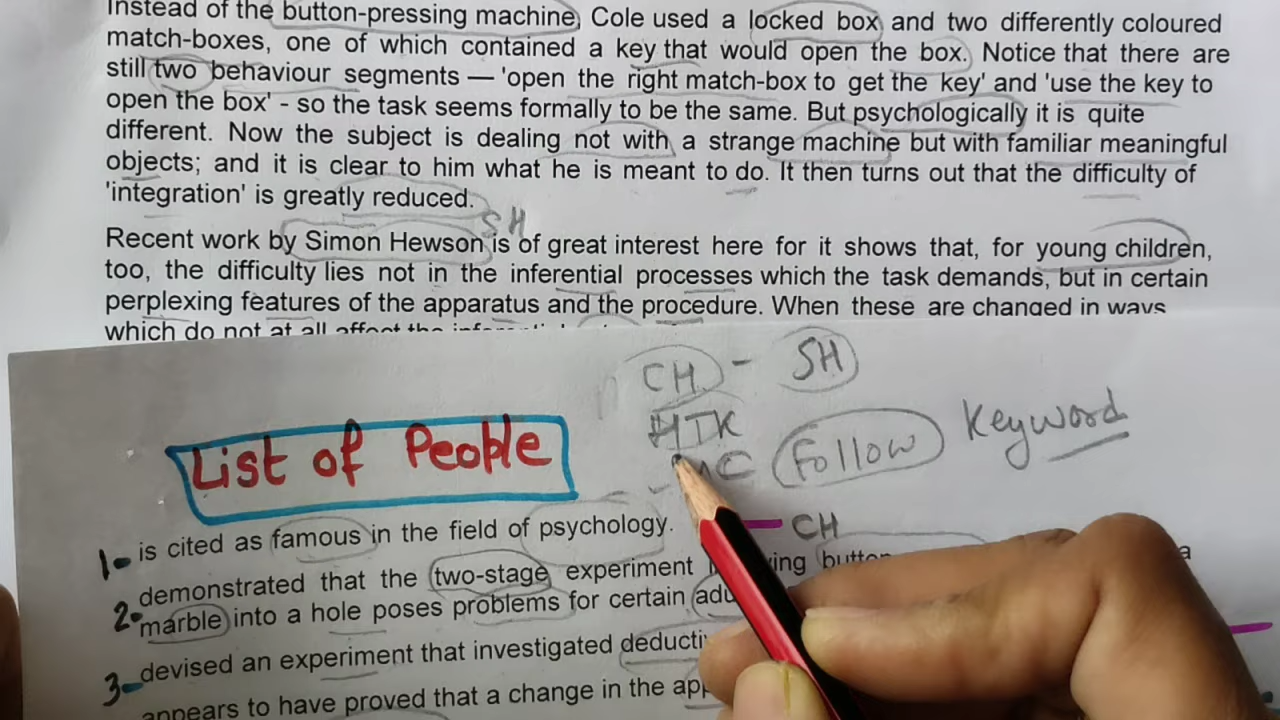 Instead of the button-pressing machine, Cole used a locked box and two differently coloured
match-boxes, one of which contained a key that would open the box. Notice that there are
still two behaviour segments — 'open the right match-box to get the key' and 'use the key to
open the box' - so the task seems formally to be the same. But psychologically it is quite
different. Now the subject is dealing not with a strange machine but with familiar meaningful
objects; and it is clear to him what he is meant to do. It then turns out that the difficulty of
'integration' is greatly reduced.
SH
Recent work by Simon Hewson is of great interest here for it shows that, for young children,
too, the difficulty lies not in the inferential processes which the task demands, but in certain
perplexing features of the apparatus and the procedure. When these are changed in ways
which do not at all affect the
CH - SH
HTK
MC Follow Keyword
List of People
1- is cited as famous in the field of psychology. CH
2- demonstrated that the two-stage experiment
marble into a hole poses problems for certain
3- devised an experiment that investigated
appears to have proved that a change in the